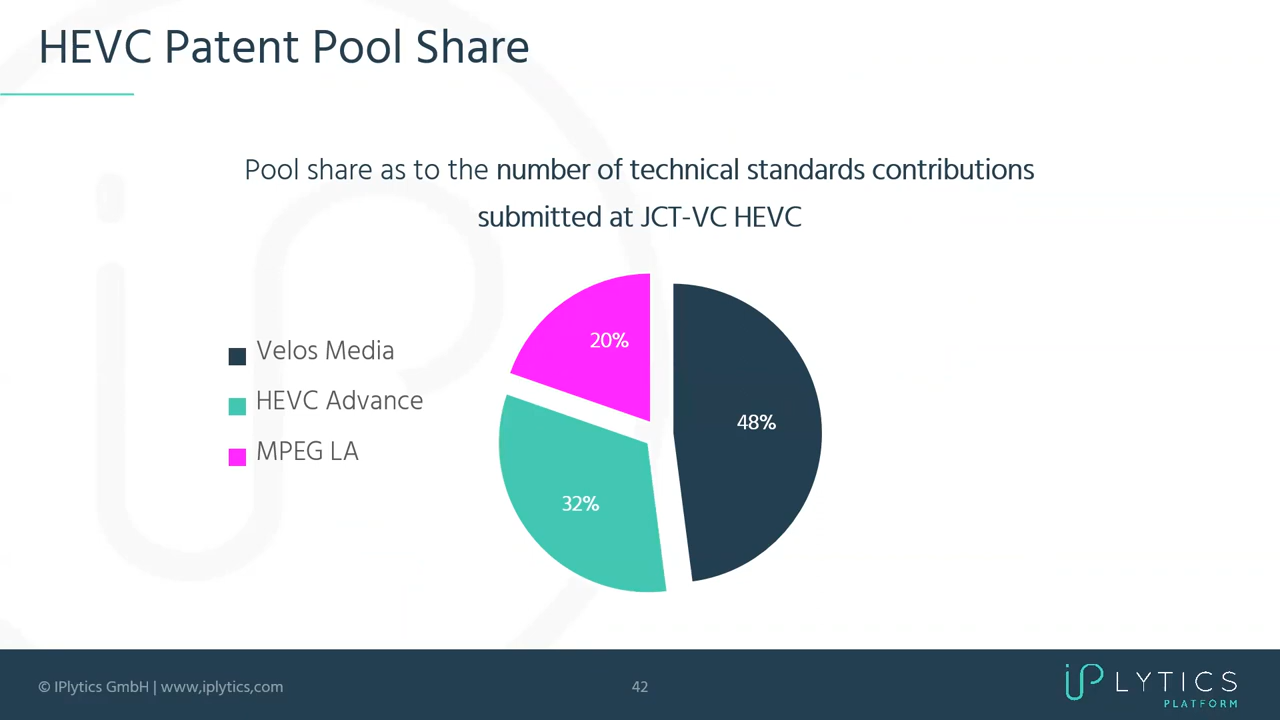 HEVC Patent Pool Share
Pool share as to the number of technical standards contributions
submitted at JCT-VC HEVC
Velos Media
HEVC Advance
MPEG LA
20%
48%
32%
© IPlytics GmbH | www,iplytics,com
42
iP LYTICS
PLATFORM